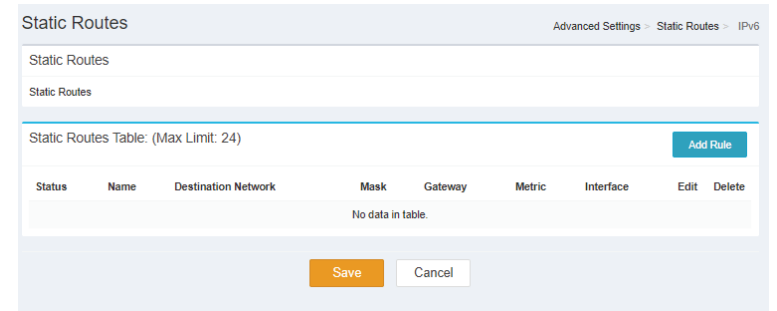 Static Routes
Advanced Settings > Static Routes > IPv6
Static Routes
Static Routes
Static Routes Table: (Max Limit: 24)
Add Rule
Status Name Destination Network Mask Gateway Metric Interface Edit Delete
No data in table.
Save Cancel